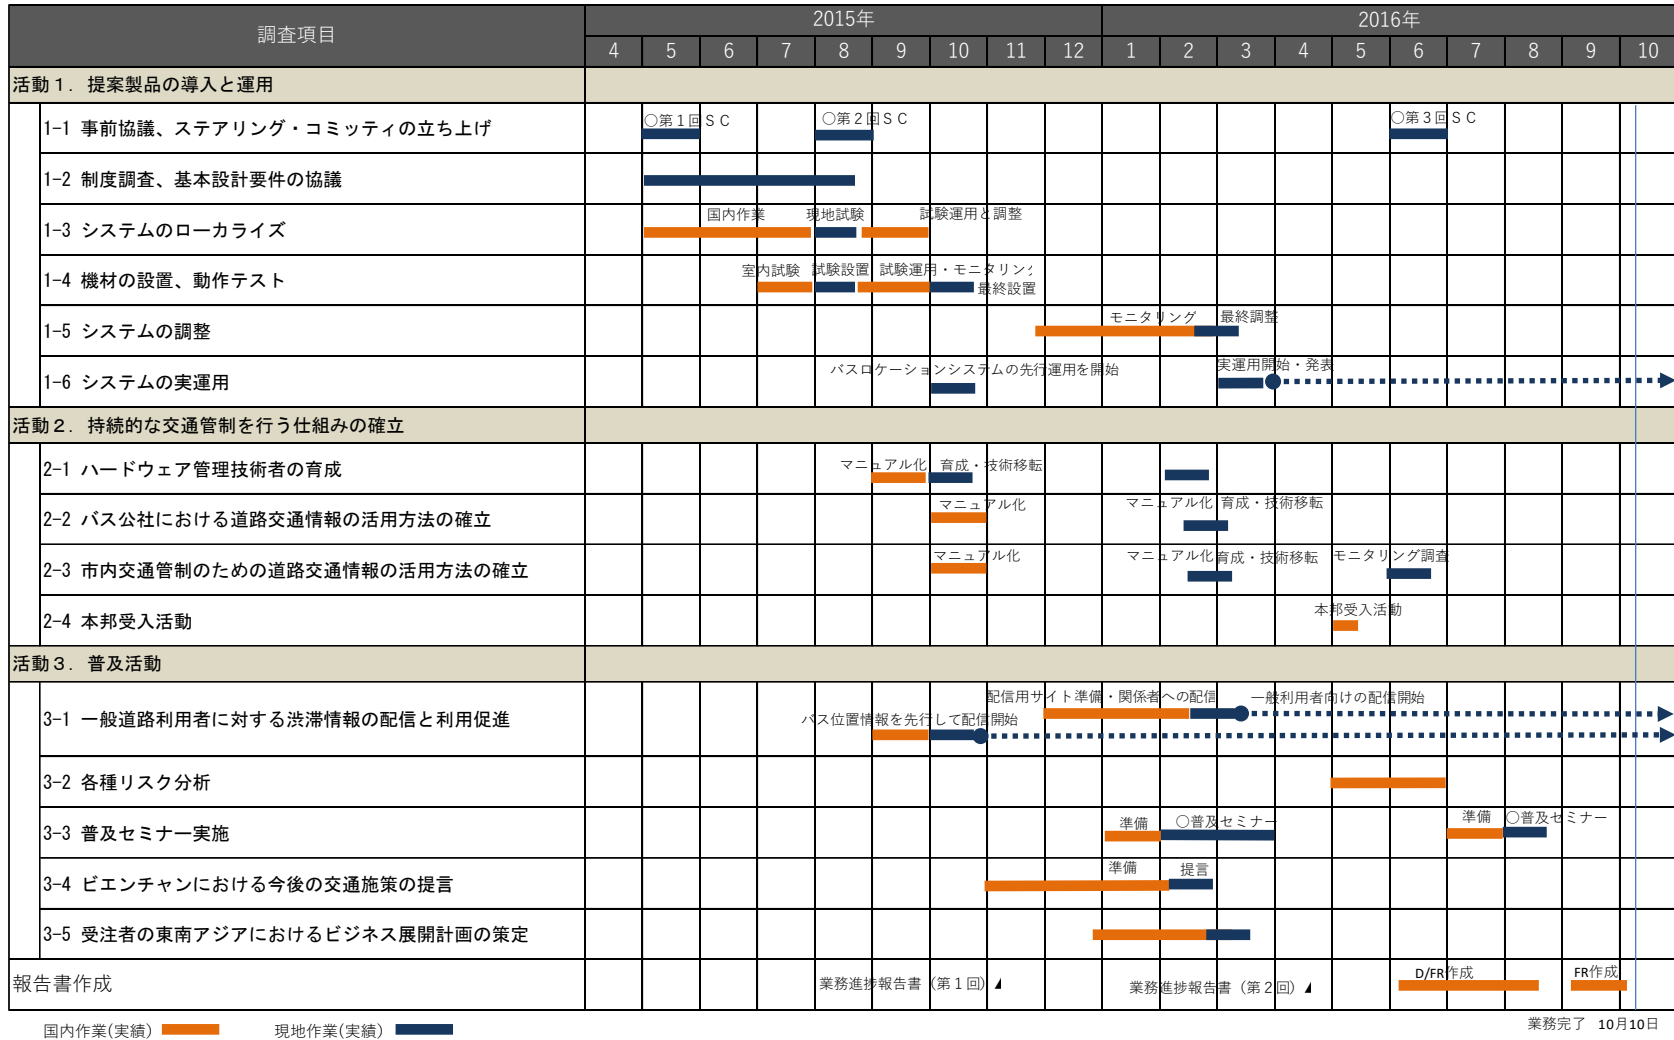 調査項目
2015年
2016年
4 5 6 7 8 9 10 11 12 1 2 3 4 5 6 7 8 9 10
活動１．提案製品の導入と運用
1-1 事前協議、ステアリング・コミッティの立ち上げ
○第１回ＳＣ
○第２回ＳＣ
○第３回ＳＣ
1-2 制度調査、基本設計要件の協議
1-3 システムのローカライズ
国内作業
現地試験
試験運用と調整
1-4 機材の設置、動作テスト
室内試験
試験設置
試験運用・モニタリング
最終設置
1-5 システムの調整
モニタリング
最終調整
1-6 システムの実運用
バスロケーションシステムの先行運用を開始
実運用開始・発表
活動２．持続的な交通管制を行う仕組みの確立
2-1 ハードウェア管理技術者の育成
マニュアル化
育成・技術移転
2-2 バス公社における道路交通情報の活用方法の確立
マニュアル化
マニュアル化
育成・技術移転
2-3 市内交通管制のための道路交通情報の活用方法の確立
マニュアル化
マニュアル化
育成・技術移転
モニタリング調査
2-4 本邦受入活動
本邦受入活動
活動３．普及活動
3-1 一般道路利用者に対する渋滞情報の配信と利用促進
配信用サイト準備・関係者への配信
一般利用者向けの配信開始
バス位置情報を先行して配信開始
3-2 各種リスク分析
3-3 普及セミナー実施
準備
○普及セミナー
準備
○普及セミナー
3-4 ビエンチャンにおける今後の交通施策の提言
準備
提言
3-5 受注者の東南アジアにおけるビジネス展開計画の策定
報告書作成
業務進捗報告書（第１回）
業務進捗報告書（第２回）
D/FR作成
FR作成
国内作業(実績)
現地作業(実績)
業務完了 10月10日